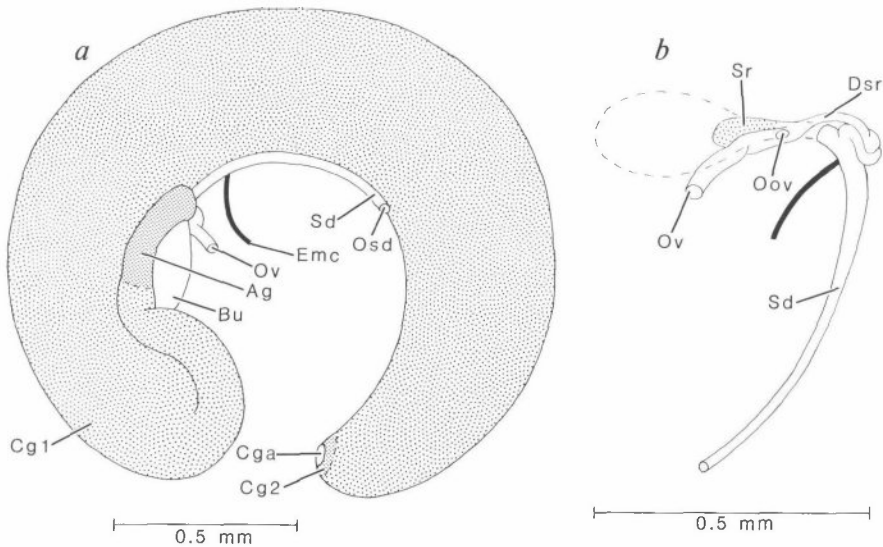 a
Sd
Osd
Ov
Emc
Ag
Bu
Cg1
Cga
Cg2
0.5 mm
b
Sr
Dsr
Oov
Ov
Sd
0.5 mm